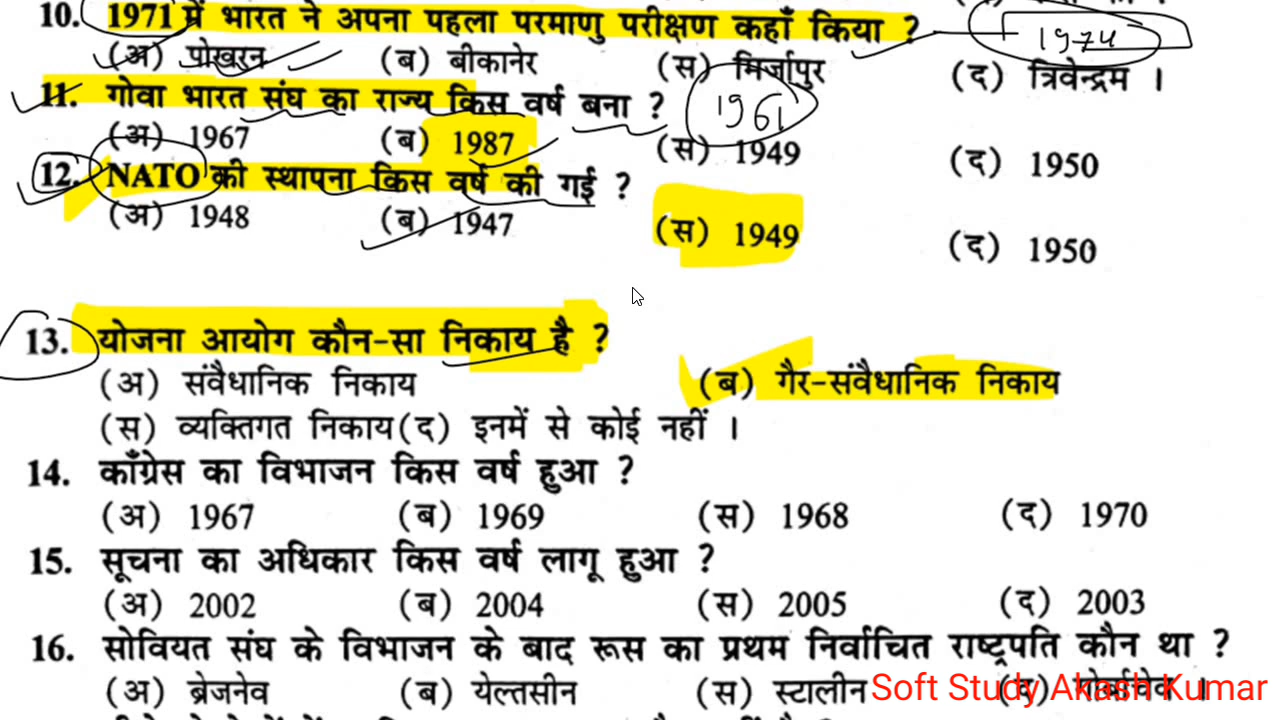 10. 1971 में भारत ने अपना पहला परमाणु परीक्षण कहाँ किया ? 1974
(अ) पोखरन (ब) बीकानेर (स) मिर्जापुर (द) त्रिवेन्द्रम ।
11. गोवा भारत संघ का राज्य किस वर्ष बना ? 1961
(अ) 1967 (ब) 1987 (स) 1949 (द) 1950
12. NATO की स्थापना किस वर्ष की गई ?
(अ) 1948 (ब) 1947 (स) 1949 (द) 1950
13. योजना आयोग कौन-सा निकाय है ?
(अ) संवैधानिक निकाय (ब) गैर-संवैधानिक निकाय
(स) व्यक्तिगत निकाय (द) इनमें से कोई नहीं ।
14. काँग्रेस का विभाजन किस वर्ष हुआ ?
(अ) 1967 (ब) 1969 (स) 1968 (द) 1970
15. सूचना का अधिकार किस वर्ष लागू हुआ ?
(अ) 2002 (ब) 2004 (स) 2005 (द) 2003
16. सोवियत संघ के विभाजन के बाद रूस का प्रथम निर्वाचित राष्ट्रपति कौन था ?
(अ) ब्रेजनेव (ब) येल्तसीन (स) स्टालीन (द)
Soft Study Akash Kumar